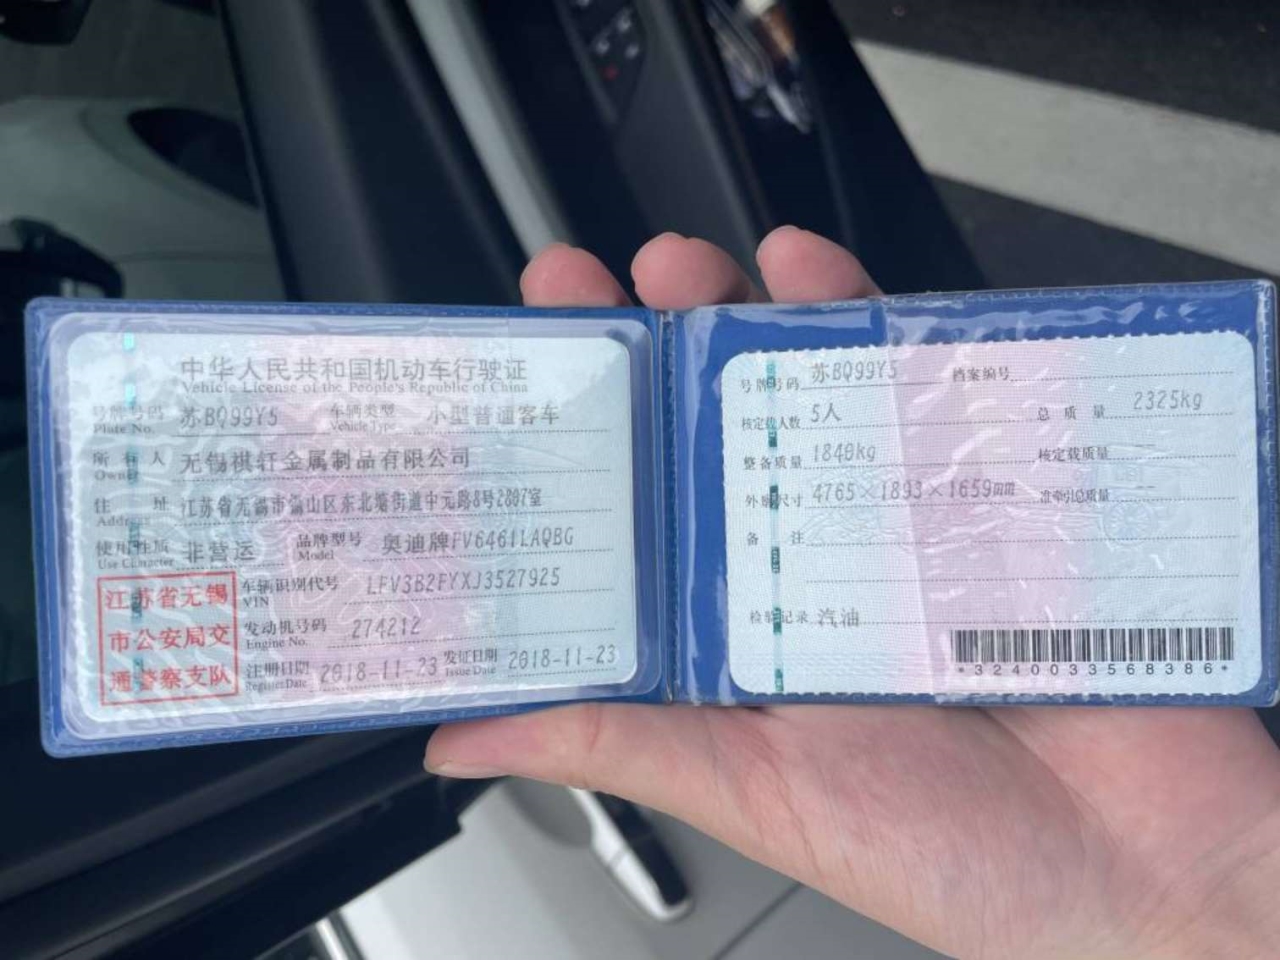 中华人民共和国机动车行驶证
Vehicle License of the People's Republic of China
号牌号码 苏BQ99Y5 车辆类型 小型普通客车
Plate No. Vehicle Type
所有人 无锡祺轩金属制品有限公司
Owner
住址 江苏省无锡市锡山区东北塘街道中元路8号2807室
Address
使用性质 非营运 品牌型号 奥迪牌FV6461LAQBG
Use Character Model
江苏省无锡市公安局交通警察支队
车辆识别代号 LFV3B2FYXJ3527925
VIN
发动机号码 274212
Engine No.
注册日期 2018-11-23 发证日期 2018-11-23
Register Date Issue Date
号牌号码 苏BQ99Y5 档案编号
核定载人数 5人 总质量 2325kg
整备质量 1840kg 核定载质量 --
外廓尺寸 4765×1893×1659mm 准牵引总质量 --
备注
检验记录 汽油
*3240033568386*